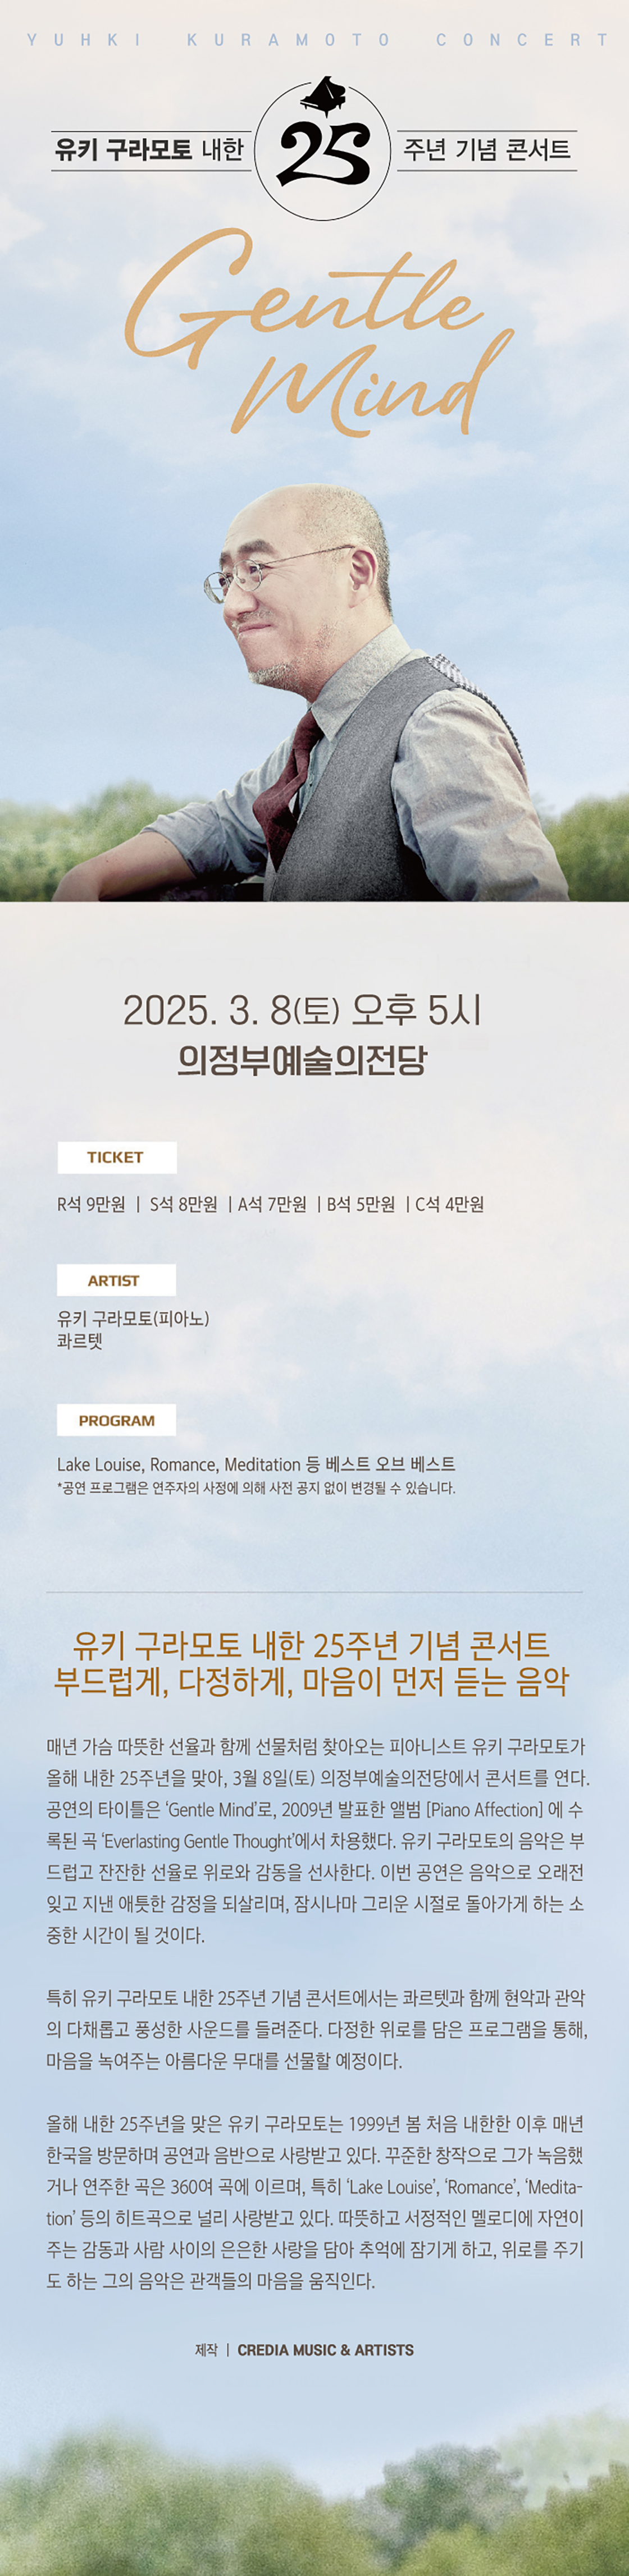 YUHKI KURAMOTO CONCERT
유키 구라모토 내한 25 주년 기념 콘서트
Gentle
Mind
2025. 3. 8(토) 오후 5시
의정부예술의전당
TICKET
R석 9만원 | S석 8만원 | A석 7만원 | B석 5만원 | C석 4만원
ARTIST
유키 구라모토(피아노)
콰르텟
PROGRAM
Lake Louise, Romance, Meditation 등 베스트 오브 베스트
*공연 프로그램은 연주자의 사정에 의해 사전 공지 없이 변경될 수 있습니다.
유키 구라모토 내한 25주년 기념 콘서트
부드럽게, 다정하게, 마음이 먼저 듣는 음악
매년 가슴 따뜻한 선율과 함께 선물처럼 찾아오는 피아니스트 유키 구라모토가
올해 내한 25주년을 맞아, 3월 8일(토) 의정부예술의전당에서 콘서트를 연다.
공연의 타이틀은 ‘Gentle Mind’로, 2009년 발표한 앨범 [Piano Affection] 에 수
록된 곡 ‘Everlasting Gentle Thought’에서 차용했다. 유키 구라모토의 음악은 부
드럽고 잔잔한 선율로 위로와 감동을 선사한다. 이번 공연은 음악으로 오래전
잊고 지낸 애틋한 감정을 되살리며, 잠시나마 그리운 시절로 돌아가게 하는 소
중한 시간이 될 것이다.
특히 유키 구라모토 내한 25주년 기념 콘서트에서는 콰르텟과 함께 현악과 관악
의 다채롭고 풍성한 사운드를 들려준다. 다정한 위로를 담은 프로그램을 통해,
마음을 녹여주는 아름다운 무대를 선물할 예정이다.
올해 내한 25주년을 맞은 유키 구라모토는 1999년 봄 처음 내한한 이후 매년
한국을 방문하며 공연과 음반으로 사랑받고 있다. 꾸준한 창작으로 그가 녹음했
거나 연주한 곡은 360여 곡에 이르며, 특히 ‘Lake Louise’, ‘Romance’, ‘Medita-
tion’ 등의 히트곡으로 널리 사랑받고 있다. 따뜻하고 서정적인 멜로디에 자연이
주는 감동과 사람 사이의 은은한 사랑을 담아 추억에 잠기게 하고, 위로를 주기
도 하는 그의 음악은 관객들의 마음을 움직인다.
제작 | CREDIA MUSIC & ARTISTS